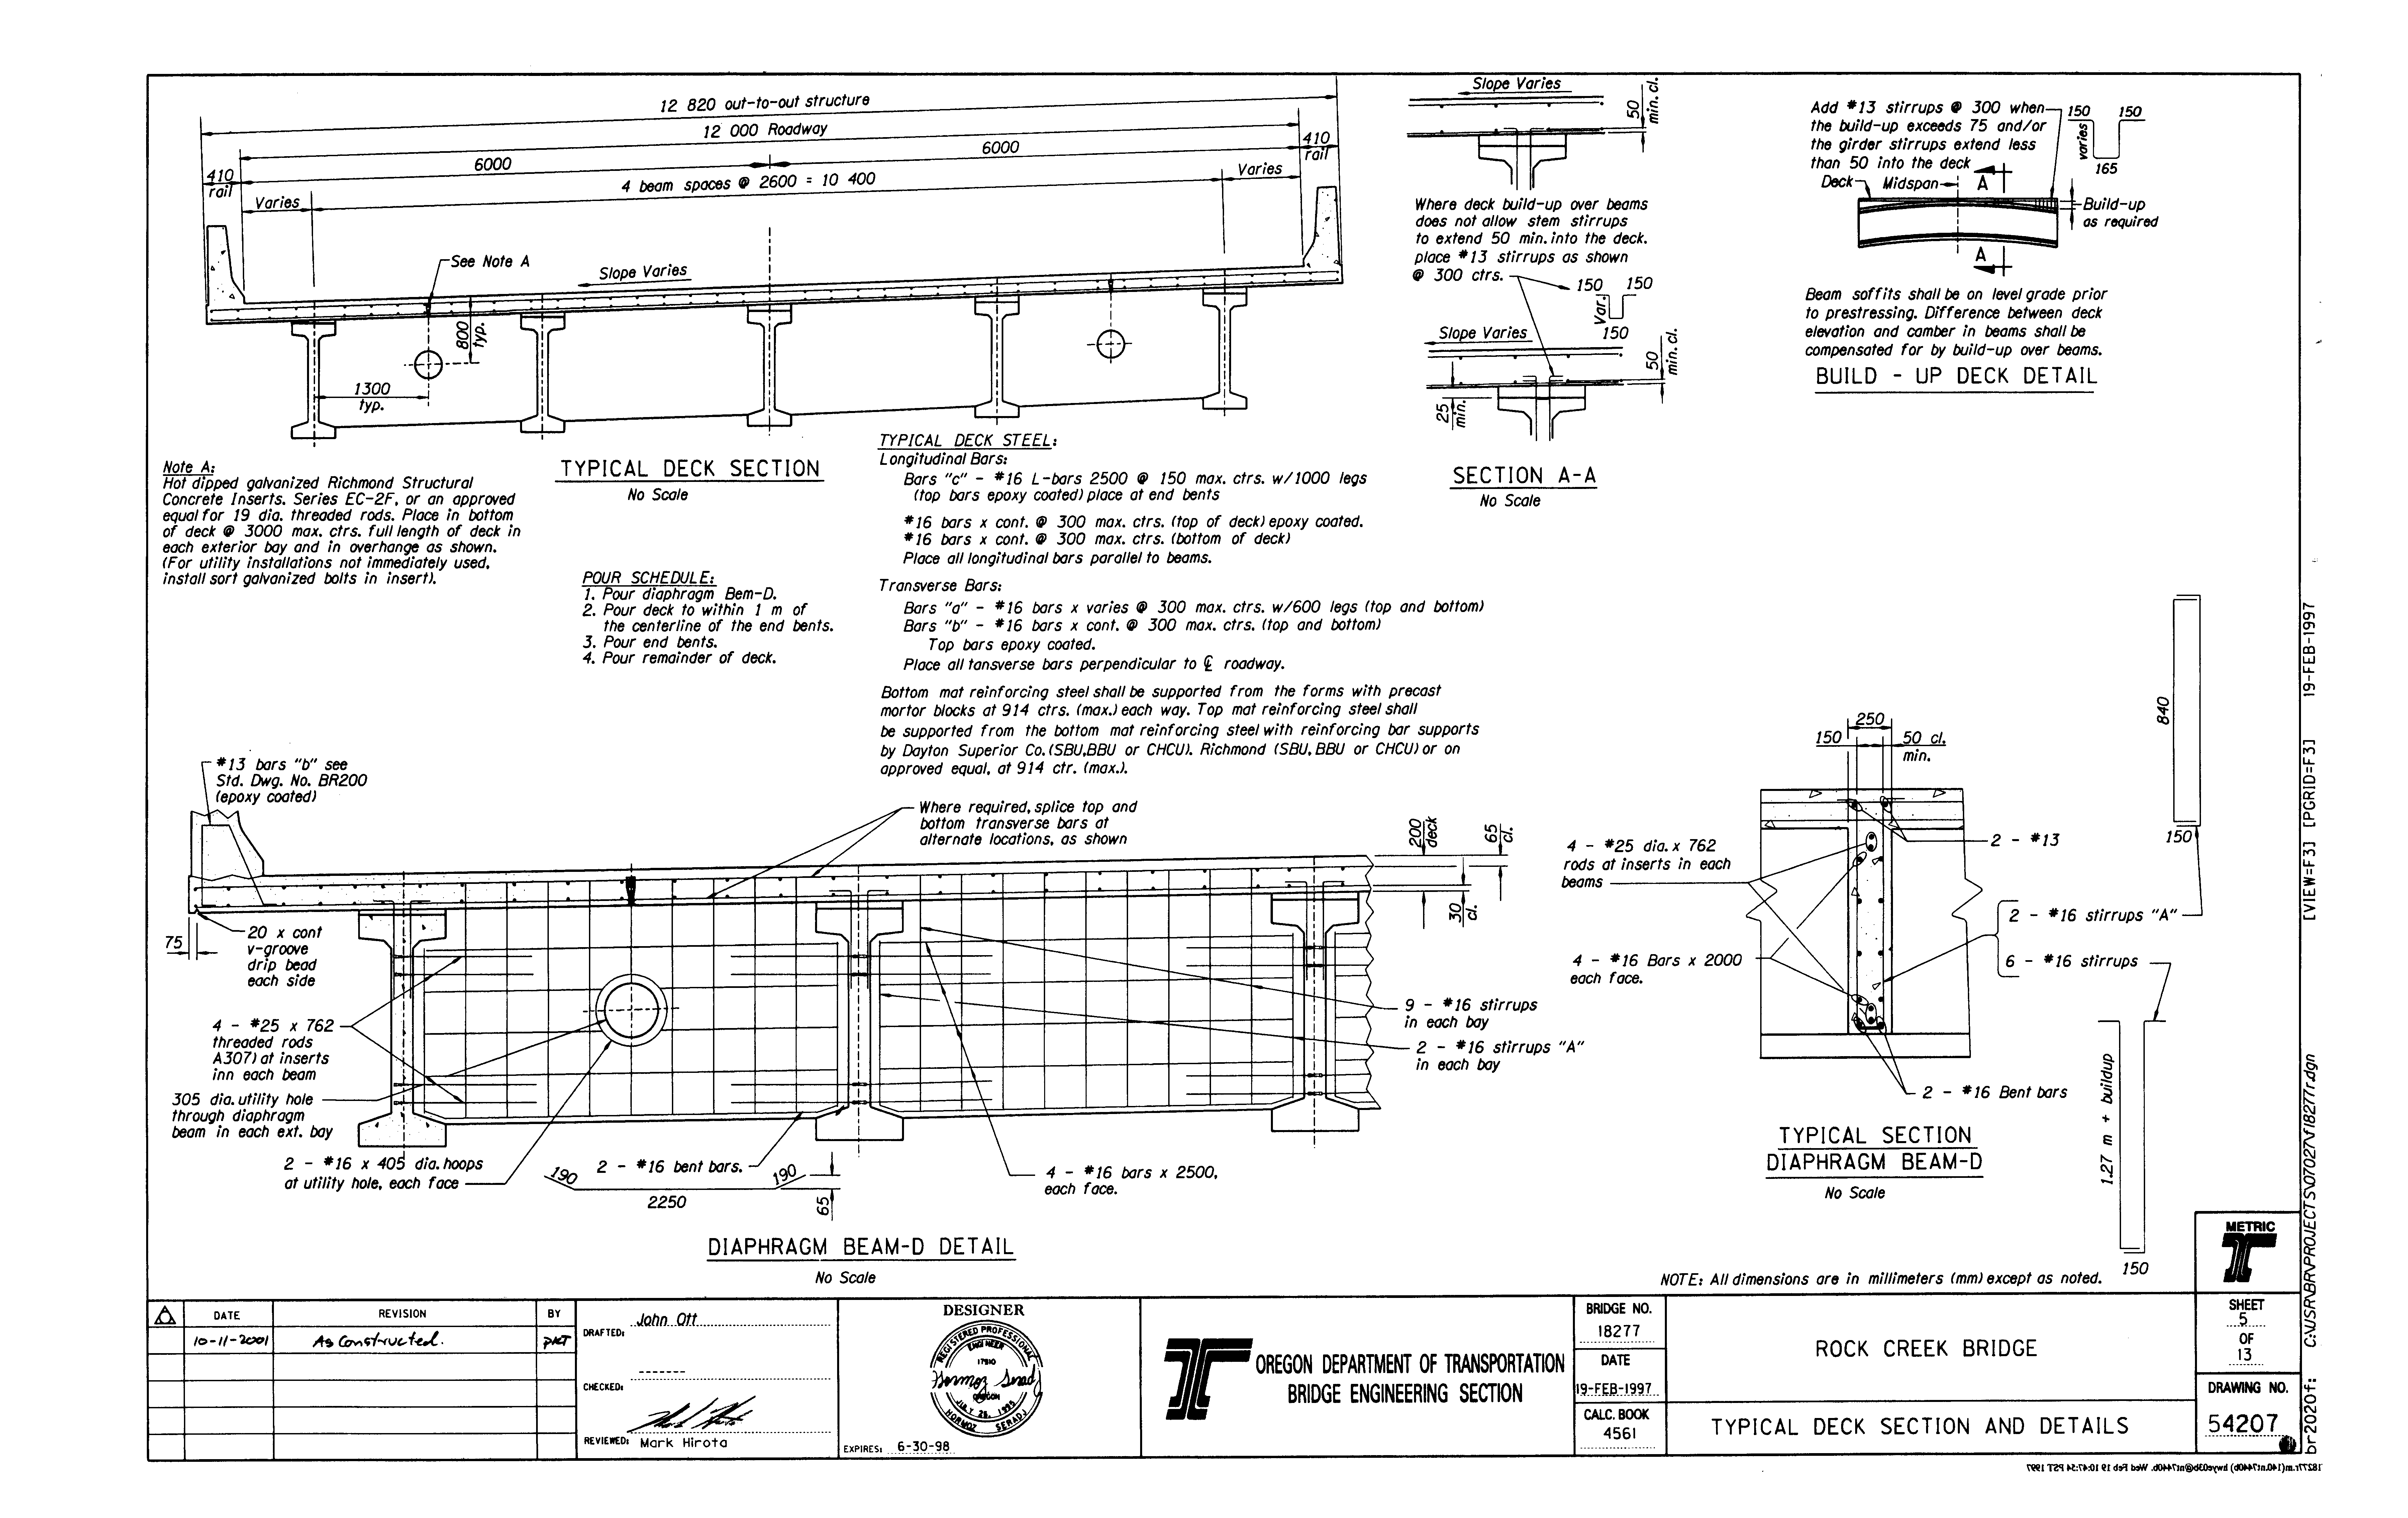 12 820 out-to-out structure
12 000 Roadway
6000
6000
410
rail
410
rail
4 beam spaces @ 2600 = 10 400
Varies
Varies
See Note A
Slope Varies
800
typ.
1300
typ.
TYPICAL DECK SECTION
No Scale
Note A:
Hot dipped galvanized Richmond Structural
Concrete Inserts. Series EC-2F, or an approved
equal for 19 dia. threaded rods. Place in bottom
of deck @ 3000 max. ctrs. full length of deck in
each exterior bay and in overhange as shown.
(For utility installations not immediately used,
install sort galvanized bolts in insert).
POUR SCHEDULE:
1. Pour diaphragm Bem-D.
2. Pour deck to within 1 m of
the centerline of the end bents.
3. Pour end bents.
4. Pour remainder of deck.
TYPICAL DECK STEEL:
Longitudinal Bars:
Bars "c" - #16 L-bars 2500 @ 150 max. ctrs. w/1000 legs
(top bars epoxy coated) place at end bents
#16 bars x cont. @ 300 max. ctrs. (top of deck) epoxy coated.
#16 bars x cont. @ 300 max. ctrs. (bottom of deck)
Place all longitudinal bars parallel to beams.
Transverse Bars:
Bars "a" - #16 bars x varies @ 300 max. ctrs. w/600 legs (top and bottom)
Bars "b" - #16 bars x cont. @ 300 max. ctrs. (top and bottom)
Top bars epoxy coated.
Place all tansverse bars perpendicular to ℄ roadway.
Bottom mat reinforcing steel shall be supported from the forms with precast
mortor blocks at 914 ctrs. (max.) each way. Top mat reinforcing steel shall
be supported from the bottom mat reinforcing steel with reinforcing bar supports
by Dayton Superior Co. (SBU,BBU or CHCU). Richmond (SBU, BBU or CHCU) or on
approved equal, at 914 ctr. (max.).
Slope Varies
50
min. cl.
Where deck build-up over beams
does not allow stem stirrups
to extend 50 min. into the deck.
place #13 stirrups as shown
@ 300 ctrs.
150 150
Var.
150
Slope Varies
50
min. cl.
25
min.
SECTION A-A
No Scale
Add #13 stirrups @ 300 when
the build-up exceeds 75 and/or
the girder stirrups extend less
than 50 into the deck
150 150
varies
165
Deck
Midspan
A
A
Build-up
as required
Beam soffits shall be on level grade prior
to prestressing. Difference between deck
elevation and camber in beams shall be
compensated for by build-up over beams.
BUILD - UP DECK DETAIL
#13 bars "b" see
Std. Dwg. No. BR200
(epoxy coated)
Where required, splice top and
bottom transverse bars at
alternate locations, as shown
200
deck
65
cl.
30
cl.
75
20 x cont
v-groove
drip bead
each side
4 - #25 x 762
threaded rods
A307) at inserts
inn each beam
305 dia. utility hole
through diaphragm
beam in each ext. bay
2 - #16 x 405 dia. hoops
at utility hole, each face
190
2250
190
65
2 - #16 bent bars.
4 - #16 bars x 2500,
each face.
9 - #16 stirrups
in each bay
2 - #16 stirrups "A"
in each bay
DIAPHRAGM BEAM-D DETAIL
No Scale
250
150
50 cl.
min.
4 - #25 dia. x 762
rods at inserts in each
beams
4 - #16 Bars x 2000
each face.
2 - #13
2 - #16 stirrups "A"
6 - #16 stirrups
2 - #16 Bent bars
840
150
1.27 m + buildup
150
TYPICAL SECTION
DIAPHRAGM BEAM-D
No Scale
NOTE: All dimensions are in millimeters (mm) except as noted.
DATE REVISION BY
10-11-2001 As Constructed. PKT
DRAFTED: John Ott
CHECKED: ------
REVIEWED: Mark Hirota
DESIGNER
REGISTERED PROFESSIONAL
ENGINEER
17910
OREGON
JULY 25, 1995
HORMOZ SERADJ
EXPIRES: 6-30-98
OREGON DEPARTMENT OF TRANSPORTATION
BRIDGE ENGINEERING SECTION
BRIDGE NO.
18277
DATE
19-FEB-1997
CALC. BOOK
4561
ROCK CREEK BRIDGE
TYPICAL DECK SECTION AND DETAILS
METRIC
SHEET
5
OF
13
DRAWING NO.
54207
br2020f: C:\USR\BR\PROJECTS\07027\f18277r.dgn [VIEW=F3] [PGRID=F3] 19-FEB-1997